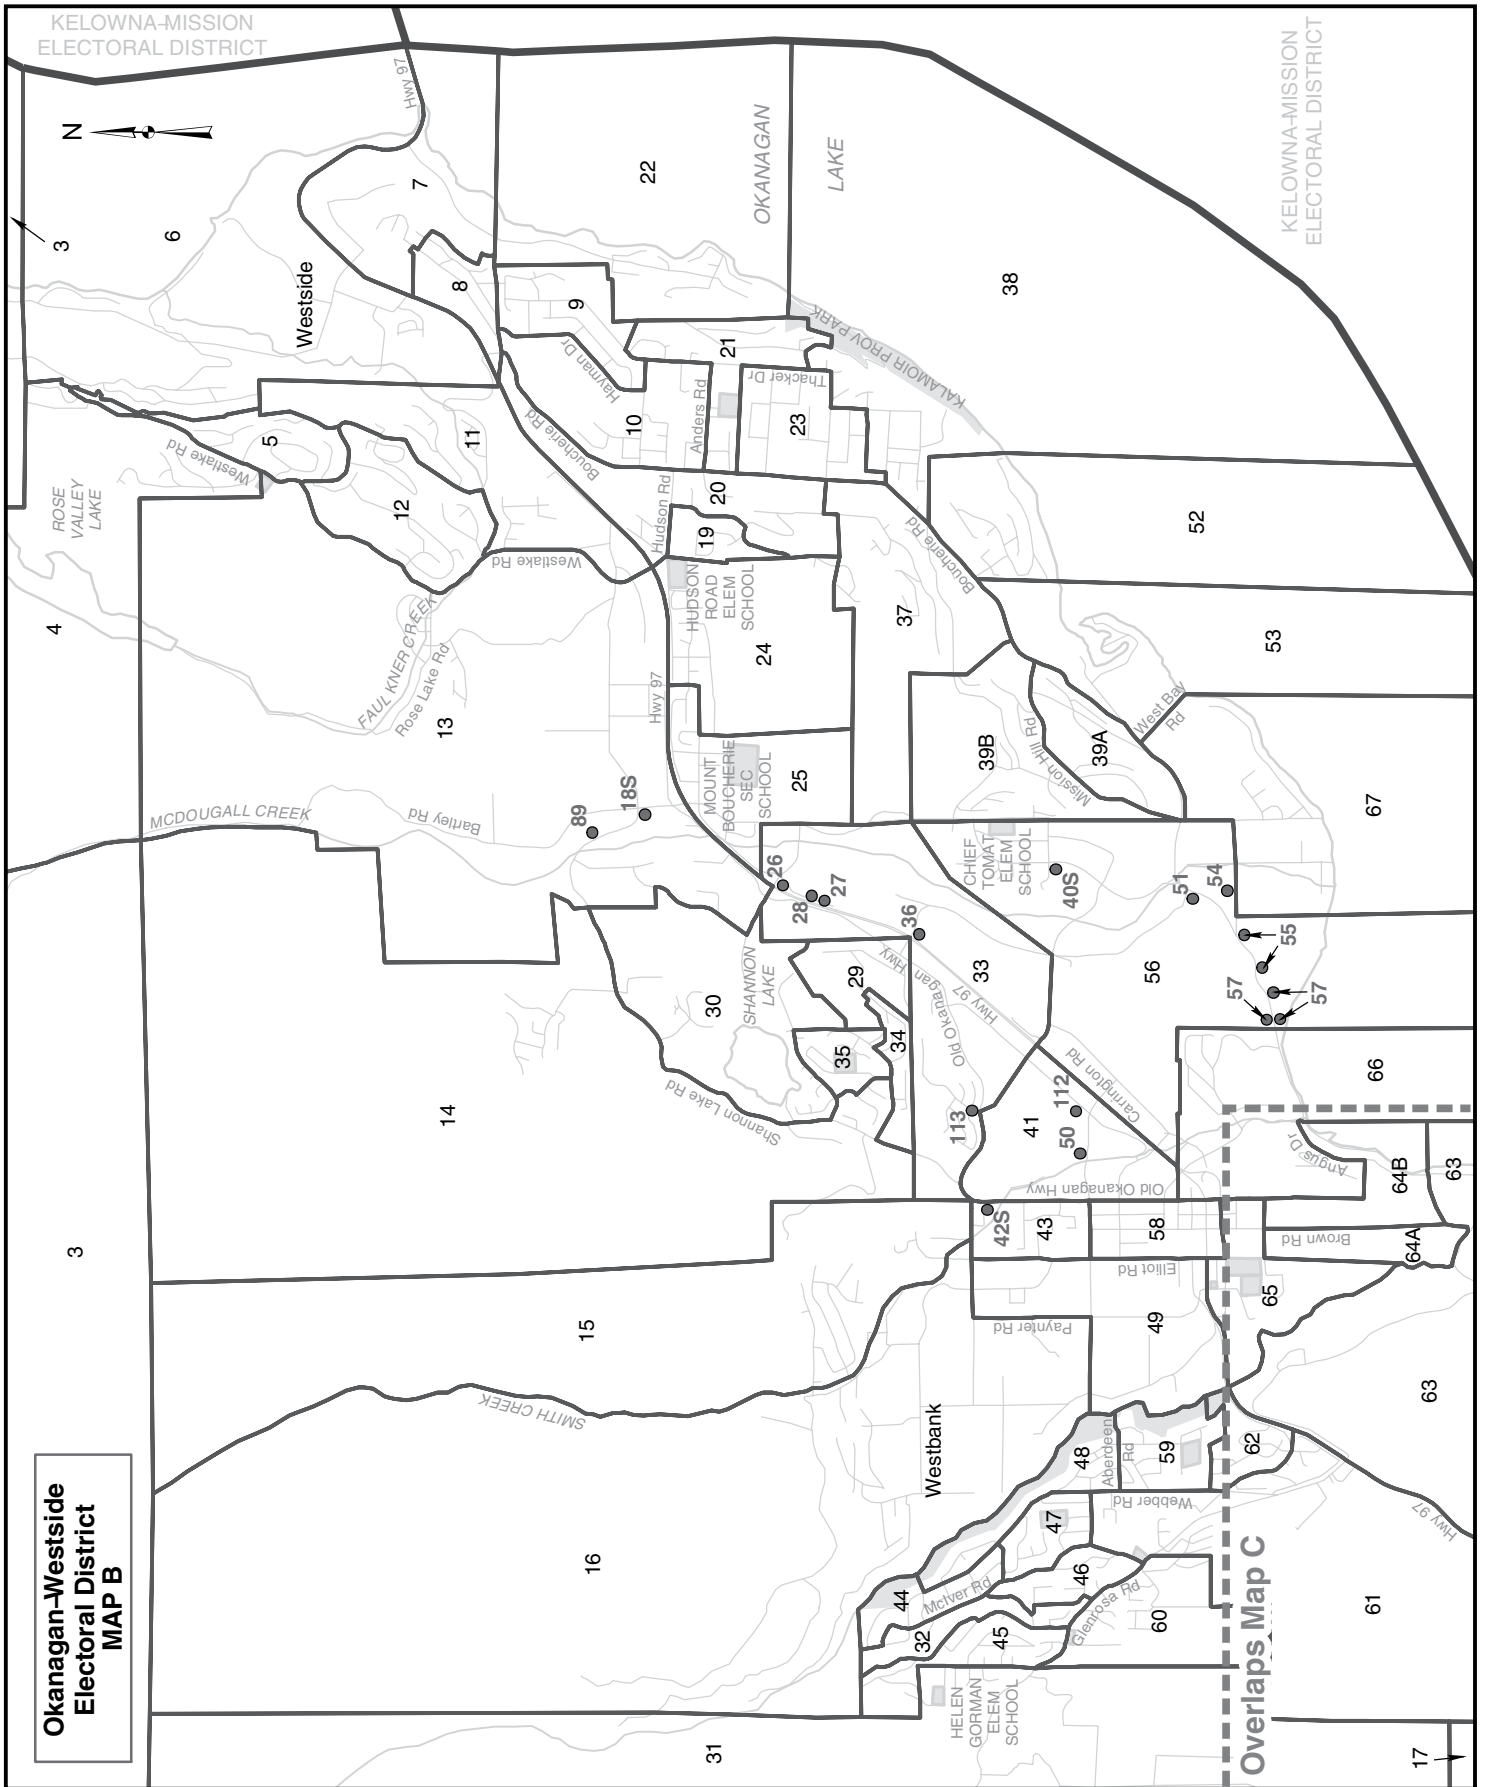 Okanagan-Westside
Electoral District
MAP B
KELOWNA-MISSION
ELECTORAL DISTRICT
KELOWNA-MISSION
ELECTORAL DISTRICT
N
Hwy 97
OKANAGAN
LAKE
KALAMOIR PROV PARK
Westside
3
6
7
8
9
22
38
21
10
23
5
11
12
20
19
Hayman Dr
Anders Rd
Thacker Dr
Boucherie Rd
Westlake Rd
ROSE
VALLEY
LAKE
Hudson Rd
Westlake Rd
HUDSON
ROAD
ELEM
SCHOOL
Boucherie Rd
52
53
37
24
4
FAULKNER CREEK
Rose Lake Rd
13
Hwy 97
39B
39A
Mission Hill Rd
West Bay
Rd
67
MOUNT
BOUCHERIE
SEC
SCHOOL
25
MCDOUGALL CREEK
Bartley Rd
89
18S
26
28
27
36
CHIEF
TOMAT
ELEM
SCHOOL
40S
51
54
55
57
57
56
33
Old Okanagan Hwy
Hwy 97
SHANNON
LAKE
30
29
34
35
Shannon Lake Rd
113
112
50
41
Carrington Rd
66
14
3
Old Okanagan Hwy
42S
43
58
Angus Dr
64B
63
64A
Brown Rd
Elliot Rd
65
15
Paynter Rd
49
SMITH CREEK
63
Westbank
48
Aberdeen
Rd
59
62
Webber Rd
Hwy 97
47
46
16
44
McIver Rd
32
45
Glenrosa Rd
60
61
Overlaps Map C
HELEN
GORMAN
ELEM
SCHOOL
31
17